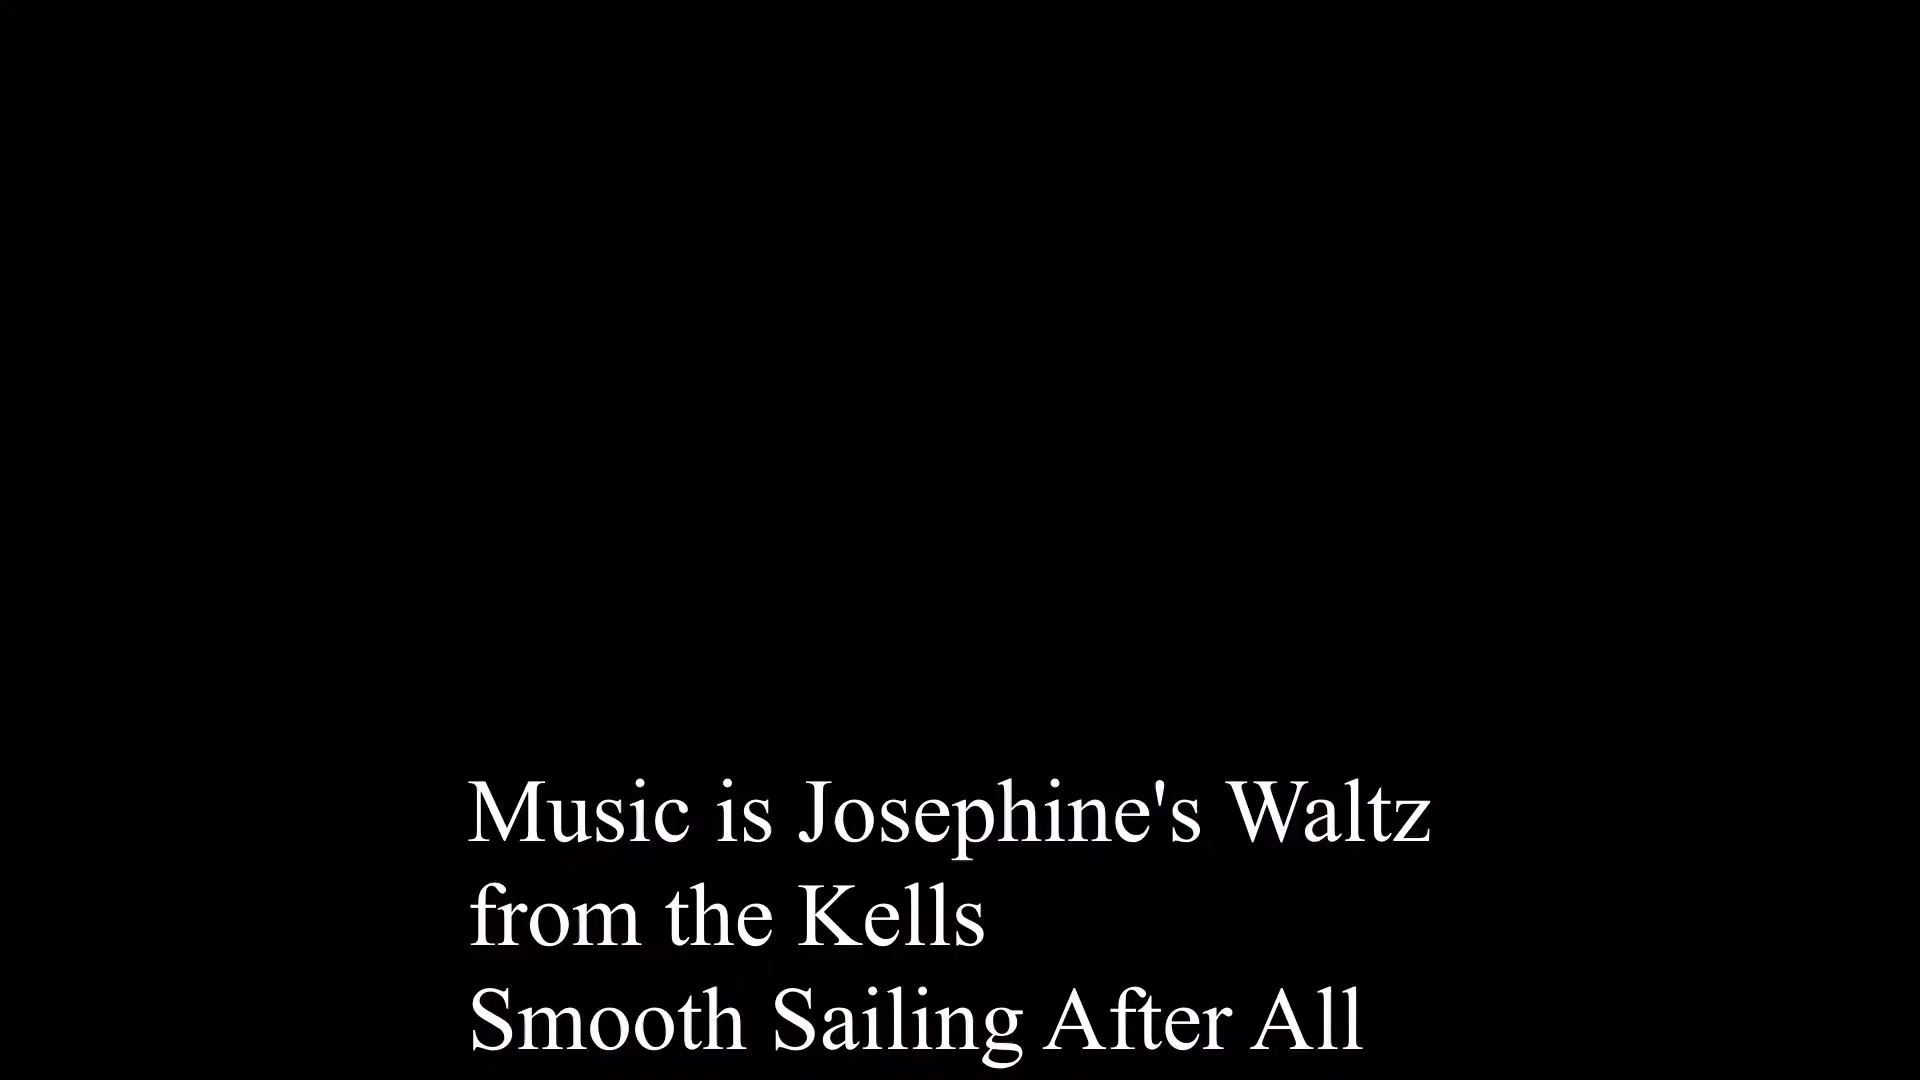 Music is Josephine's Waltz
from the Kells
Smooth Sailing After All